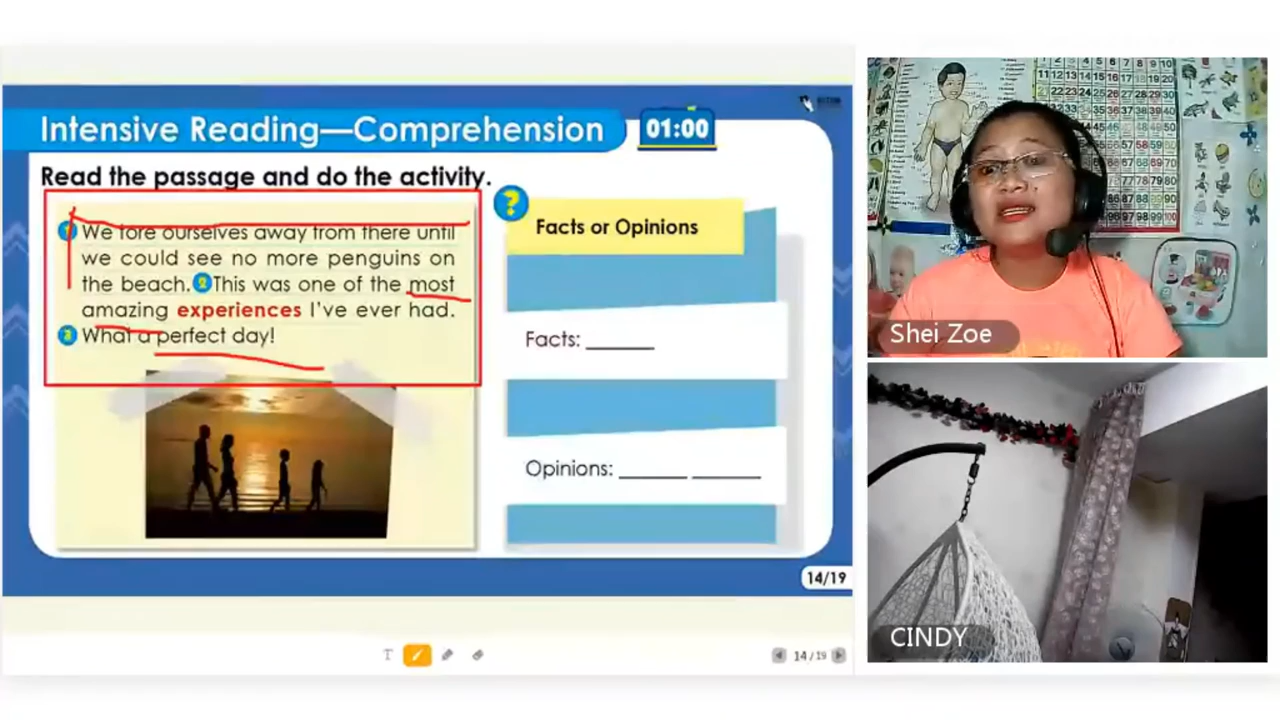 Intensive Reading—Comprehension
01:00
Read the passage and do the activity.
1 We tore ourselves away from there until
we could see no more penguins on
the beach. 2 This was one of the most
amazing experiences I've ever had.
3 What a perfect day!
?
Facts or Opinions
Facts: ______
Opinions: ______ ______
14/19
T
14/19
Shei Zoe
CINDY